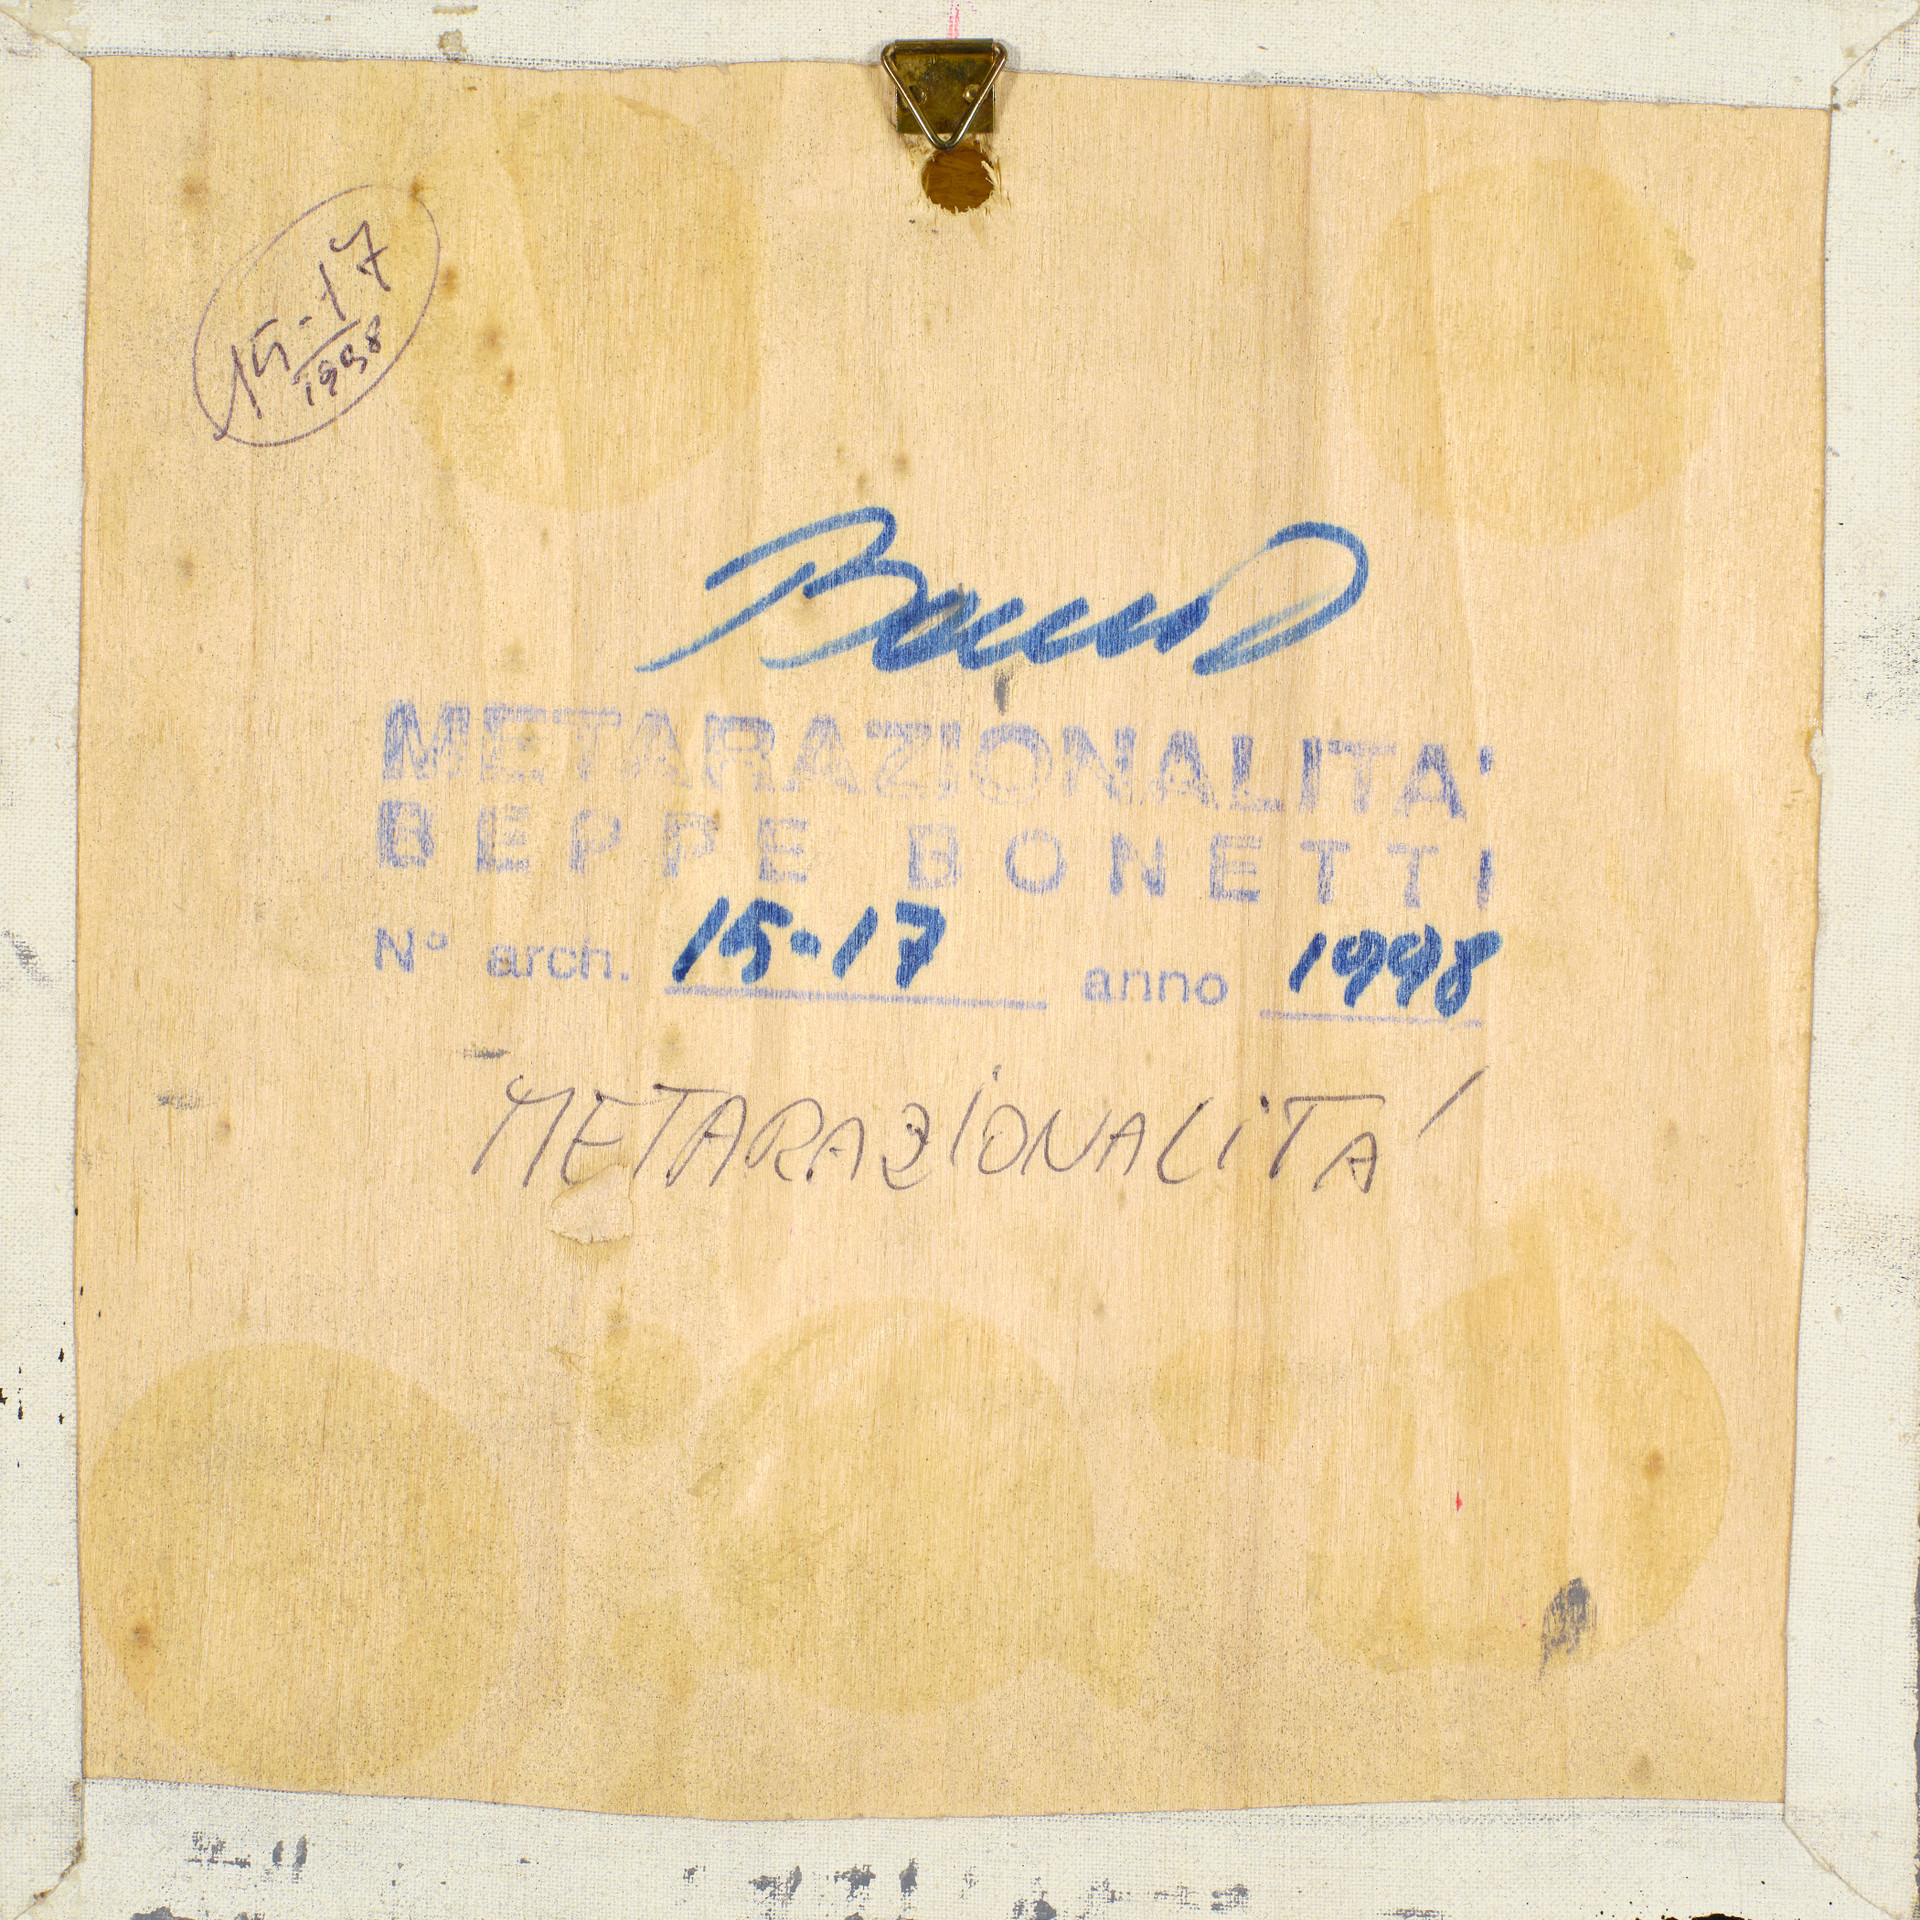 15-17
1998
METARAZIONALITA'
BEPPE BONETTI
N° arch. 15-17 anno 1998
METARAZIONALITA'